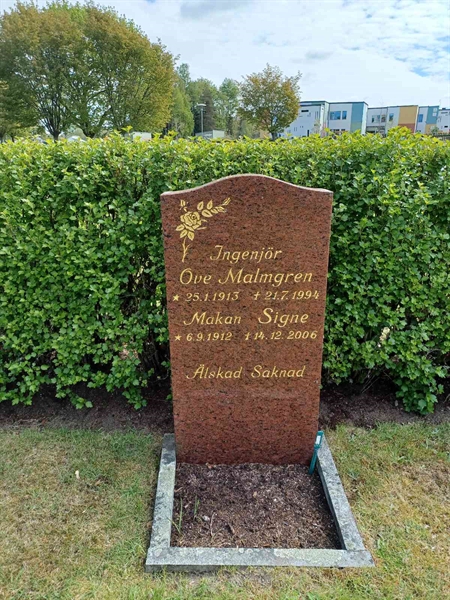 Ingenjör
Ove Malmgren
* 25.1.1913 † 21.7.1994
Makan Signe
* 6.9.1912 † 14.12.2006
Älskad Saknad